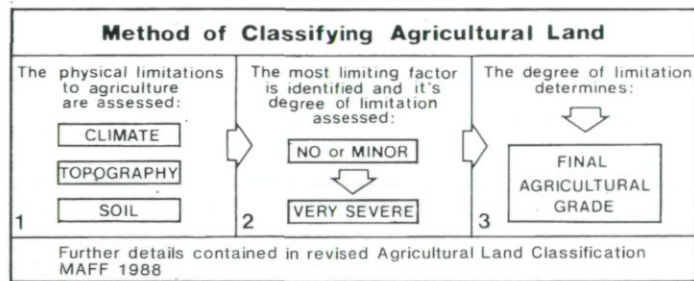 Method of Classifying Agricultural Land
The physical limitations
to agriculture
are assessed:
CLIMATE
TOPOGRAPHY
SOIL
1
The most limiting factor
is identified and it's
degree of limitation
assessed:
NO or MINOR
VERY SEVERE
2
The degree of limitation
determines:
FINAL
AGRICULTURAL
GRADE
3
Further details contained in revised Agricultural Land Classification
MAFF 1988